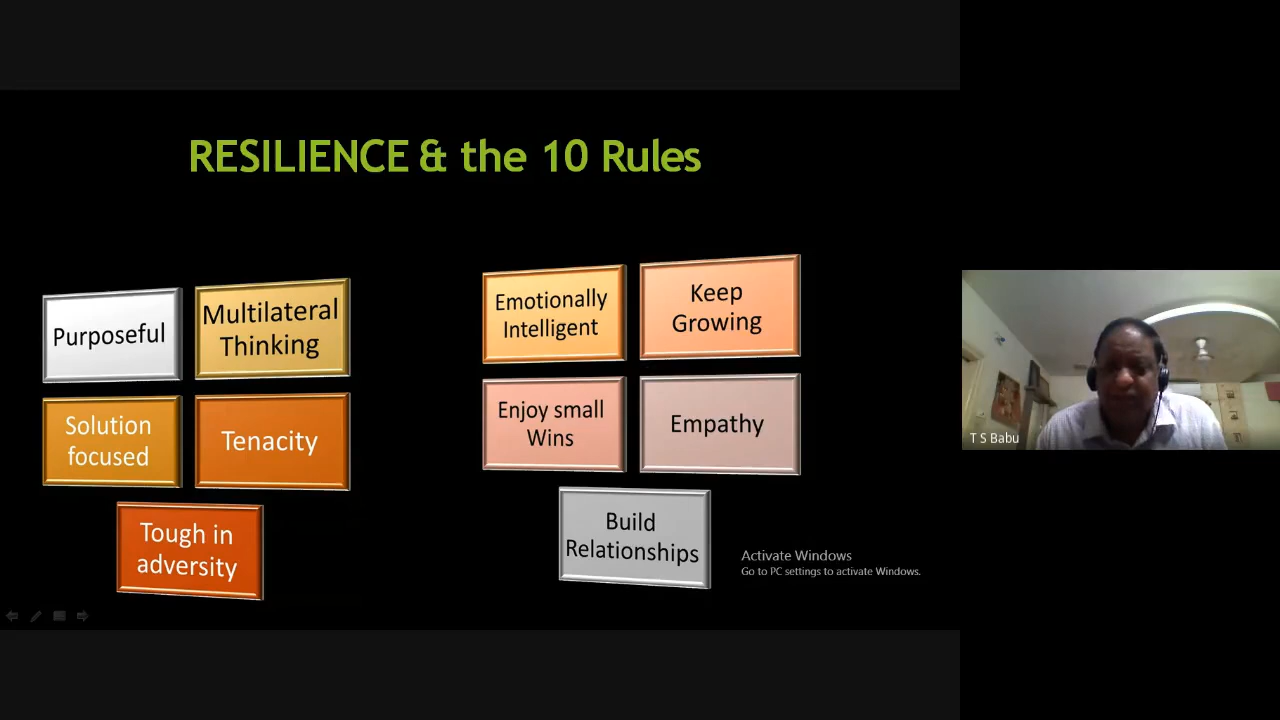 RESILIENCE & the 10 Rules
Purposeful
Multilateral
Thinking
Solution
focused
Tenacity
Tough in
adversity
Emotionally
Intelligent
Keep
Growing
Enjoy small
Wins
Empathy
Build
Relationships
Activate Windows
Go to PC settings to activate Windows.
T S Babu